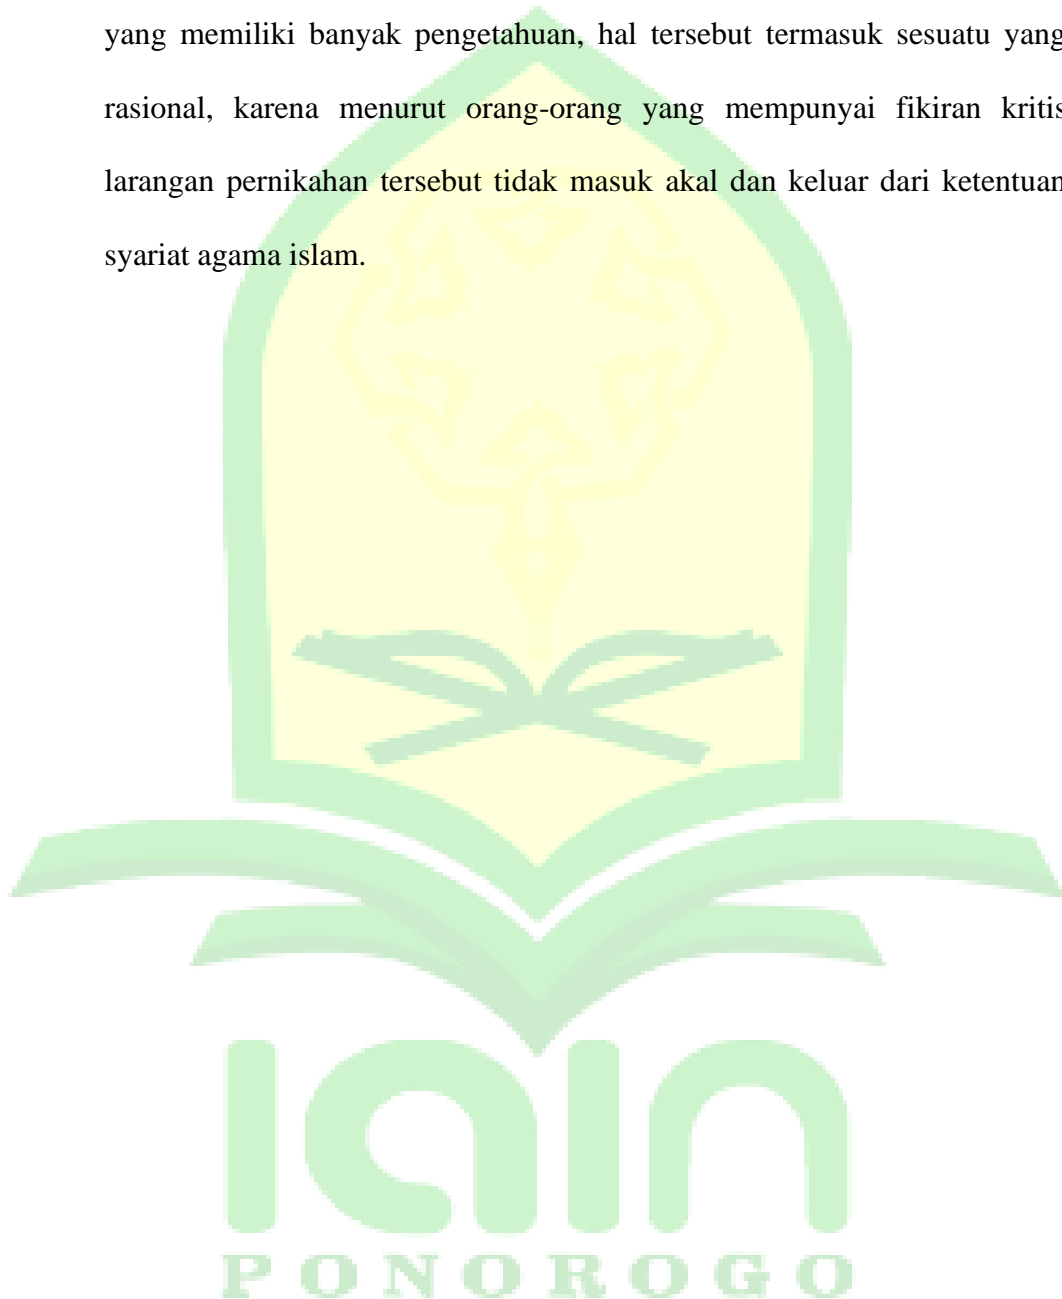 yang memiliki banyak pengetahuan, hal tersebut termasuk sesuatu yang
rasional, karena menurut orang-orang yang mempunyai fikiran kritis
larangan pernikahan tersebut tidak masuk akal dan keluar dari ketentuan
syariat agama islam.
iain
PONOROGO